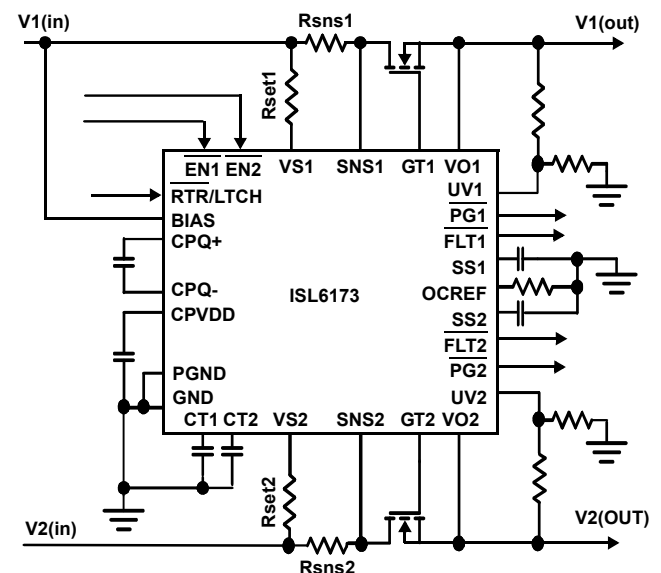 V1(in)
Rsns1
V1(out)
Rset1
EN1 EN2 VS1 SNS1 GT1 VO1
RTR/LTCH
UV1
BIAS
PG1
CPQ+
FLT1
SS1
CPQ-
ISL6173
OCREF
CPVDD
SS2
FLT2
PGND
PG2
GND
UV2
CT1 CT2 VS2 SNS2 GT2 VO2
Rset2
V2(in)
V2(OUT)
Rsns2